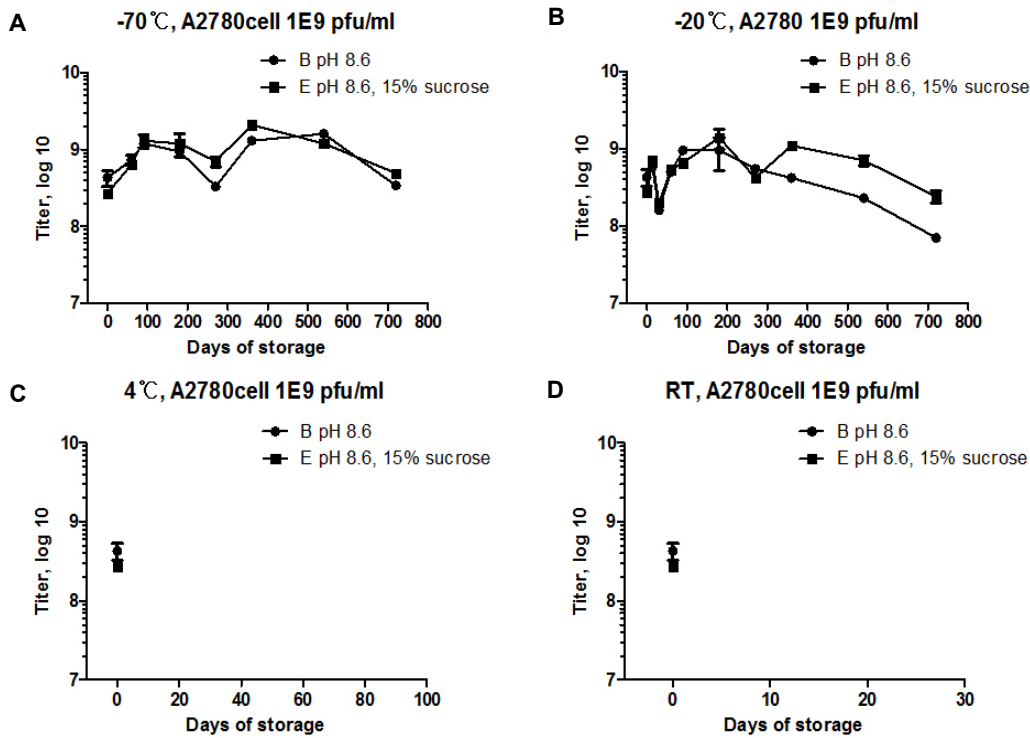 A
-70℃, A2780cell 1E9 pfu/ml
B pH 8.6
E pH 8.6, 15% sucrose
10
9
8
7
Titer, log 10
0 100 200 300 400 500 600 700 800
Days of storage
B
-20℃, A2780 1E9 pfu/ml
B pH 8.6
E pH 8.6, 15% sucrose
10
9
8
7
Titer, log 10
0 100 200 300 400 500 600 700 800
Days of storage
C
4℃, A2780cell 1E9 pfu/ml
B pH 8.6
E pH 8.6, 15% sucrose
10
9
8
7
Titer, log 10
0 20 40 60 80 100
Days of storage
D
RT, A2780cell 1E9 pfu/ml
B pH 8.6
E pH 8.6, 15% sucrose
10
9
8
7
Titer, log 10
0 10 20 30
Days of storage